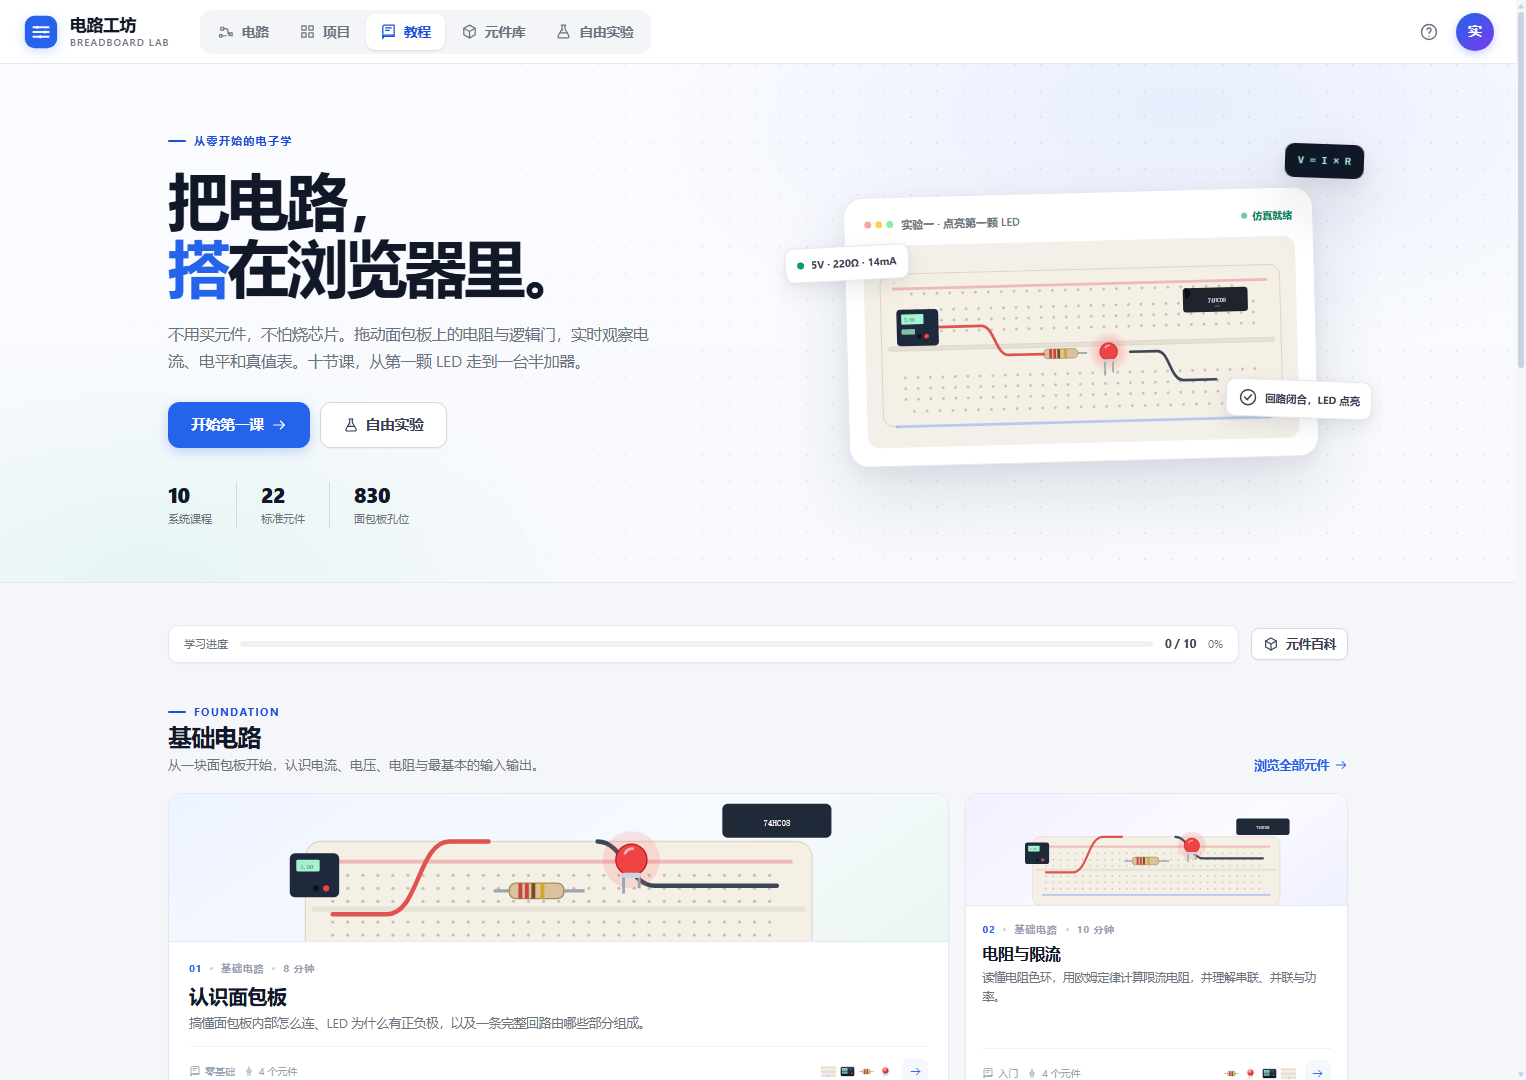 电路工坊
BREADBOARD LAB
电路
项目
教程
元件库
自由实验
实
从零开始的电子学
把电路，
搭在浏览器里。
不用买元件，不怕烧芯片。拖动面包板上的电阻与逻辑门，实时观察电
流、电平和真值表。十节课，从第一颗 LED 走到一台半加器。
开始第一课
自由实验
10
系统课程
22
标准元件
830
面包板孔位
V = I × R
实验一 · 点亮第一颗 LED
仿真就绪
5V · 220Ω · 14mA
74HC08
回路闭合，LED 点亮
学习进度
0 / 10
0%
元件百科
FOUNDATION
基础电路
从一块面包板开始，认识电流、电压、电阻与最基本的输入输出。
浏览全部元件
74HC08
01 • 基础电路 • 8 分钟
认识面包板
搞懂面包板内部怎么连、LED 为什么有正负极，以及一条完整回路由哪些部分组成。
零基础
4 个元件
74HC08
02 • 基础电路 • 10 分钟
电阻与限流
读懂电阻色环，用欧姆定律计算限流电阻，并理解串联、并联与功
率。
入门
4 个元件